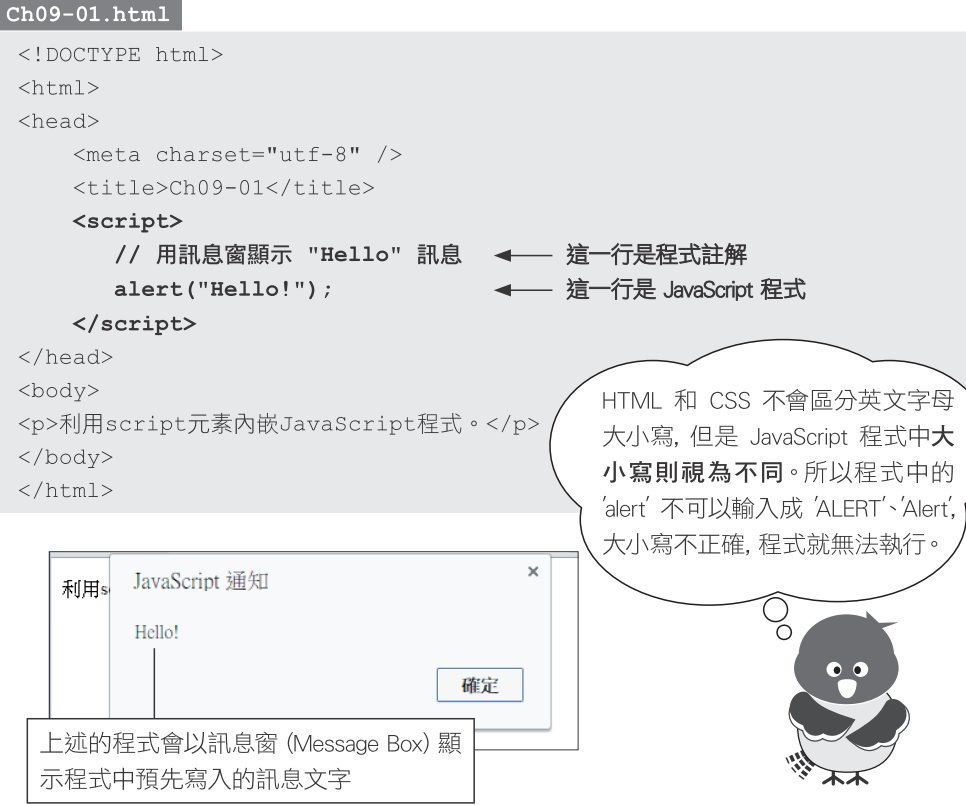 Ch09-01.html
<!DOCTYPE html>
<html>
<head>
<meta charset="utf-8" />
<title>Ch09-01</title>
<script>
// 用訊息窗顯示 "Hello" 訊息 這一行是程式註解
alert("Hello!"); 這一行是 JavaScript 程式
</script>
</head>
<body>
<p>利用script元素內嵌JavaScript程式。</p>
</body>
</html>
HTML 和 CSS 不會區分英文字母
大小寫, 但是 JavaScript 程式中大
小寫則視為不同。所以程式中的
'alert' 不可以輸入成 'ALERT'、'Alert',
大小寫不正確, 程式就無法執行。
利用s
JavaScript 通知 ×
Hello!
確定
上述的程式會以訊息窗 (Message Box) 顯
示程式中預先寫入的訊息文字